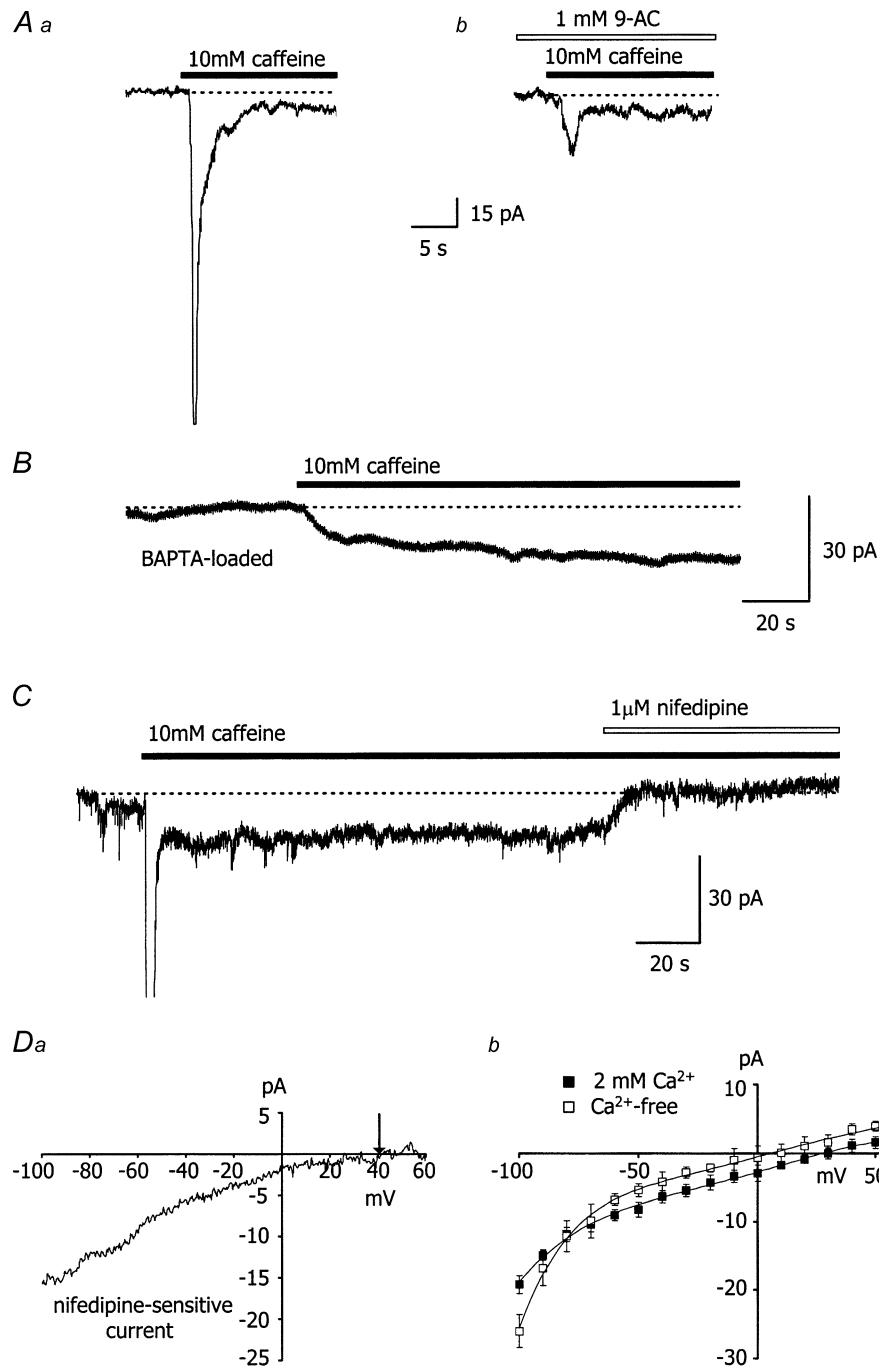 A a
10mM caffeine
b
1 mM 9-AC
10mM caffeine
15 pA
5 s
B
10mM caffeine
BAPTA-loaded
30 pA
20 s
C
10mM caffeine
1µM nifedipine
30 pA
20 s
D a
pA
5
-100 -80 -60 -40 -20 20 40 60
mV
-5
-10
-15
-20
-25
nifedipine-sensitive
current
b
2 mM Ca²⁺
Ca²⁺-free
pA
10
-100 -50 50
mV
-10
-20
-30